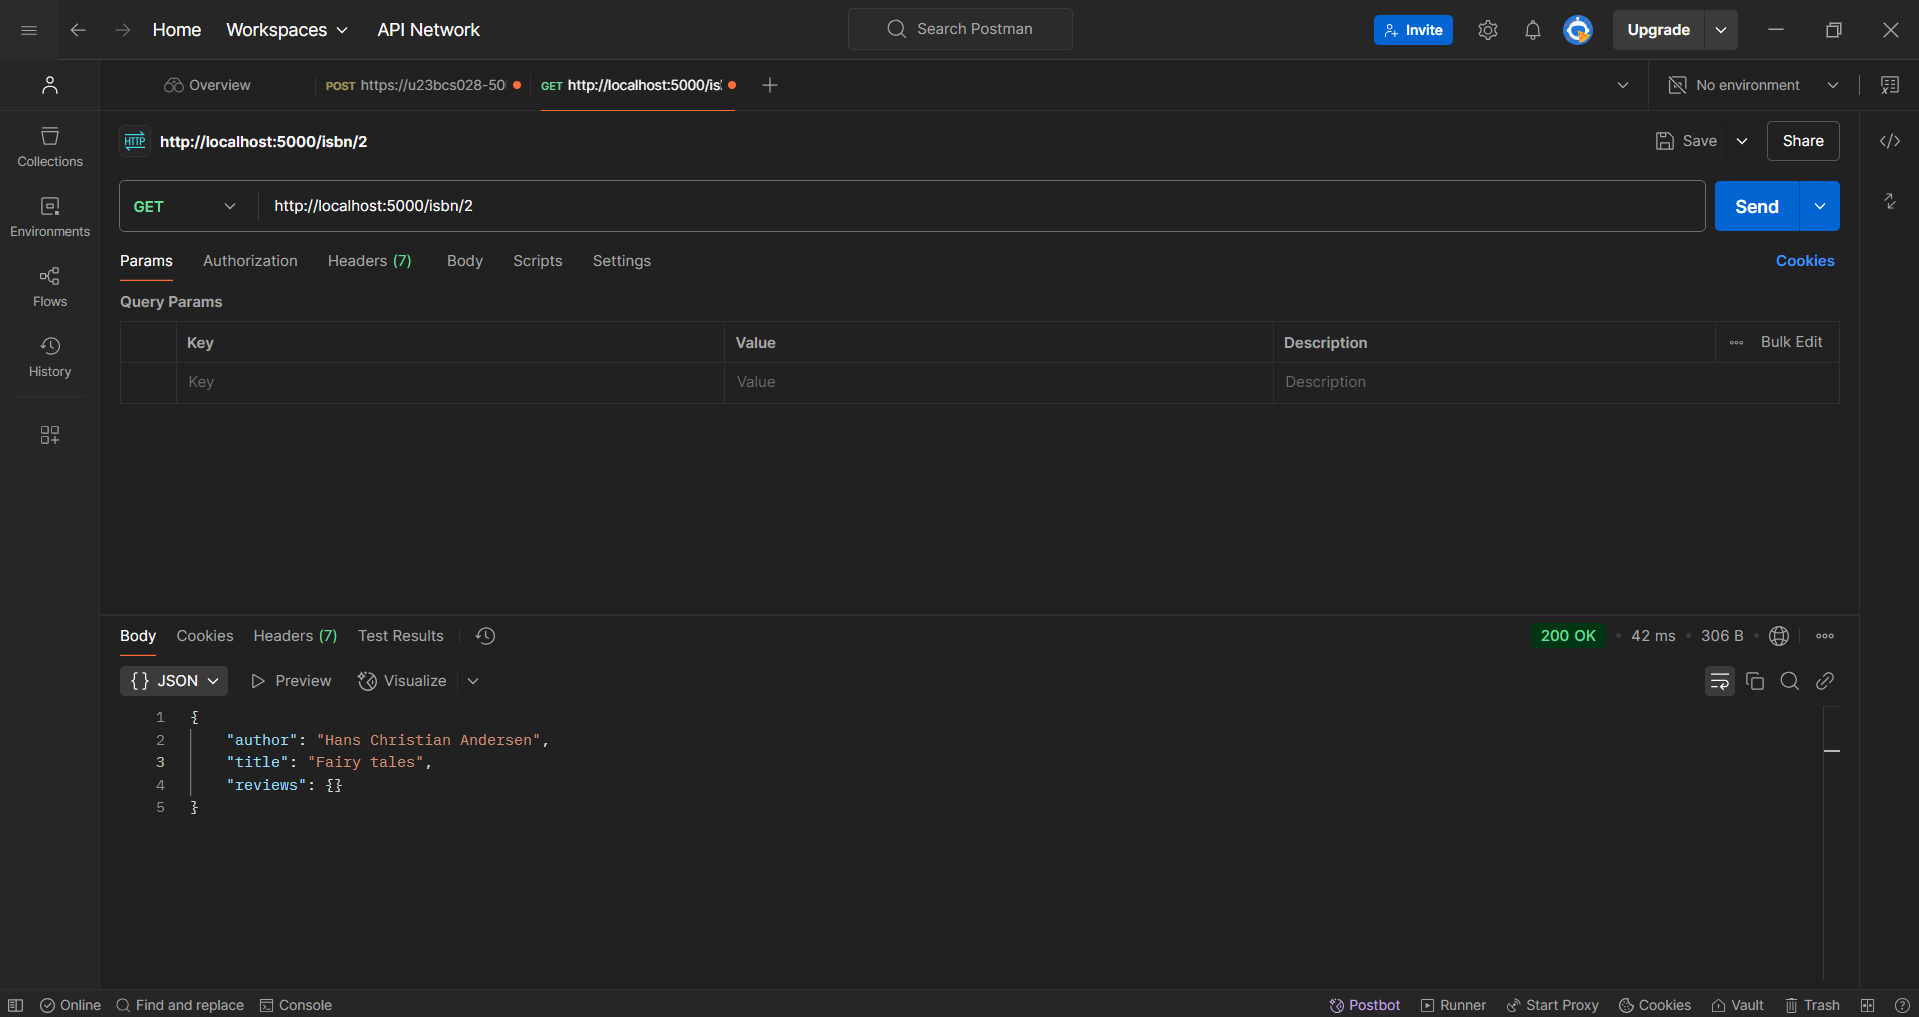 Home Workspaces API Network Search Postman Invite Upgrade
Overview POST https://u23bcs028-50 GET http://localhost:5000/is No environment
HTTP http://localhost:5000/isbn/2 Save Share
Collections
GET http://localhost:5000/isbn/2 Send
Environments
Params Authorization Headers (7) Body Scripts Settings Cookies
Flows
Query Params
Key Value Description Bulk Edit
History
Key Value Description
Body Cookies Headers (7) Test Results 200 OK • 42 ms • 306 B •
{} JSON Preview Visualize
1 {
2 "author": "Hans Christian Andersen",
3 "title": "Fairy tales",
4 "reviews": {}
5 }
Online Find and replace Console Postbot Runner Start Proxy Cookies Vault Trash